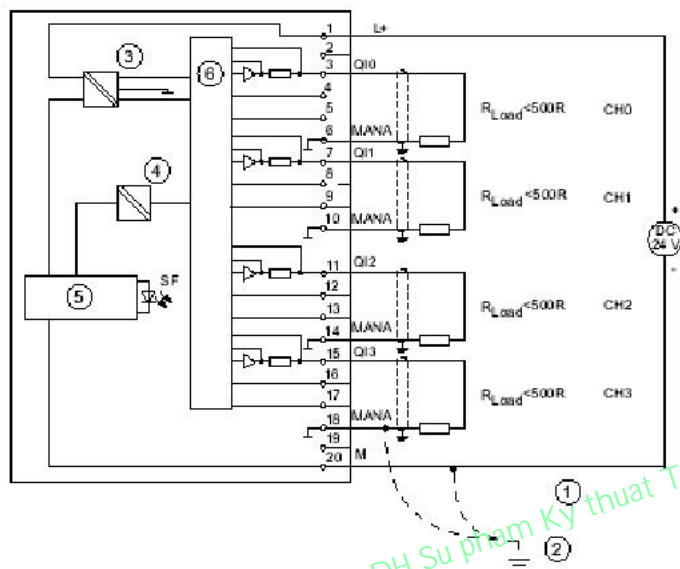 1 L+
2
3 QI0
4
5
6 MANA
7 QI1
8
9
10 MANA
11 QI2
12
13
14 MANA
15 QI3
16
17
18 MANA
19
20 M
3
6
4
5
SF
RLoad<500R CH0
RLoad<500R CH1
RLoad<500R CH2
RLoad<500R CH3
+
DC
24 V
-
1
2
DH Su pham Ky thuat T